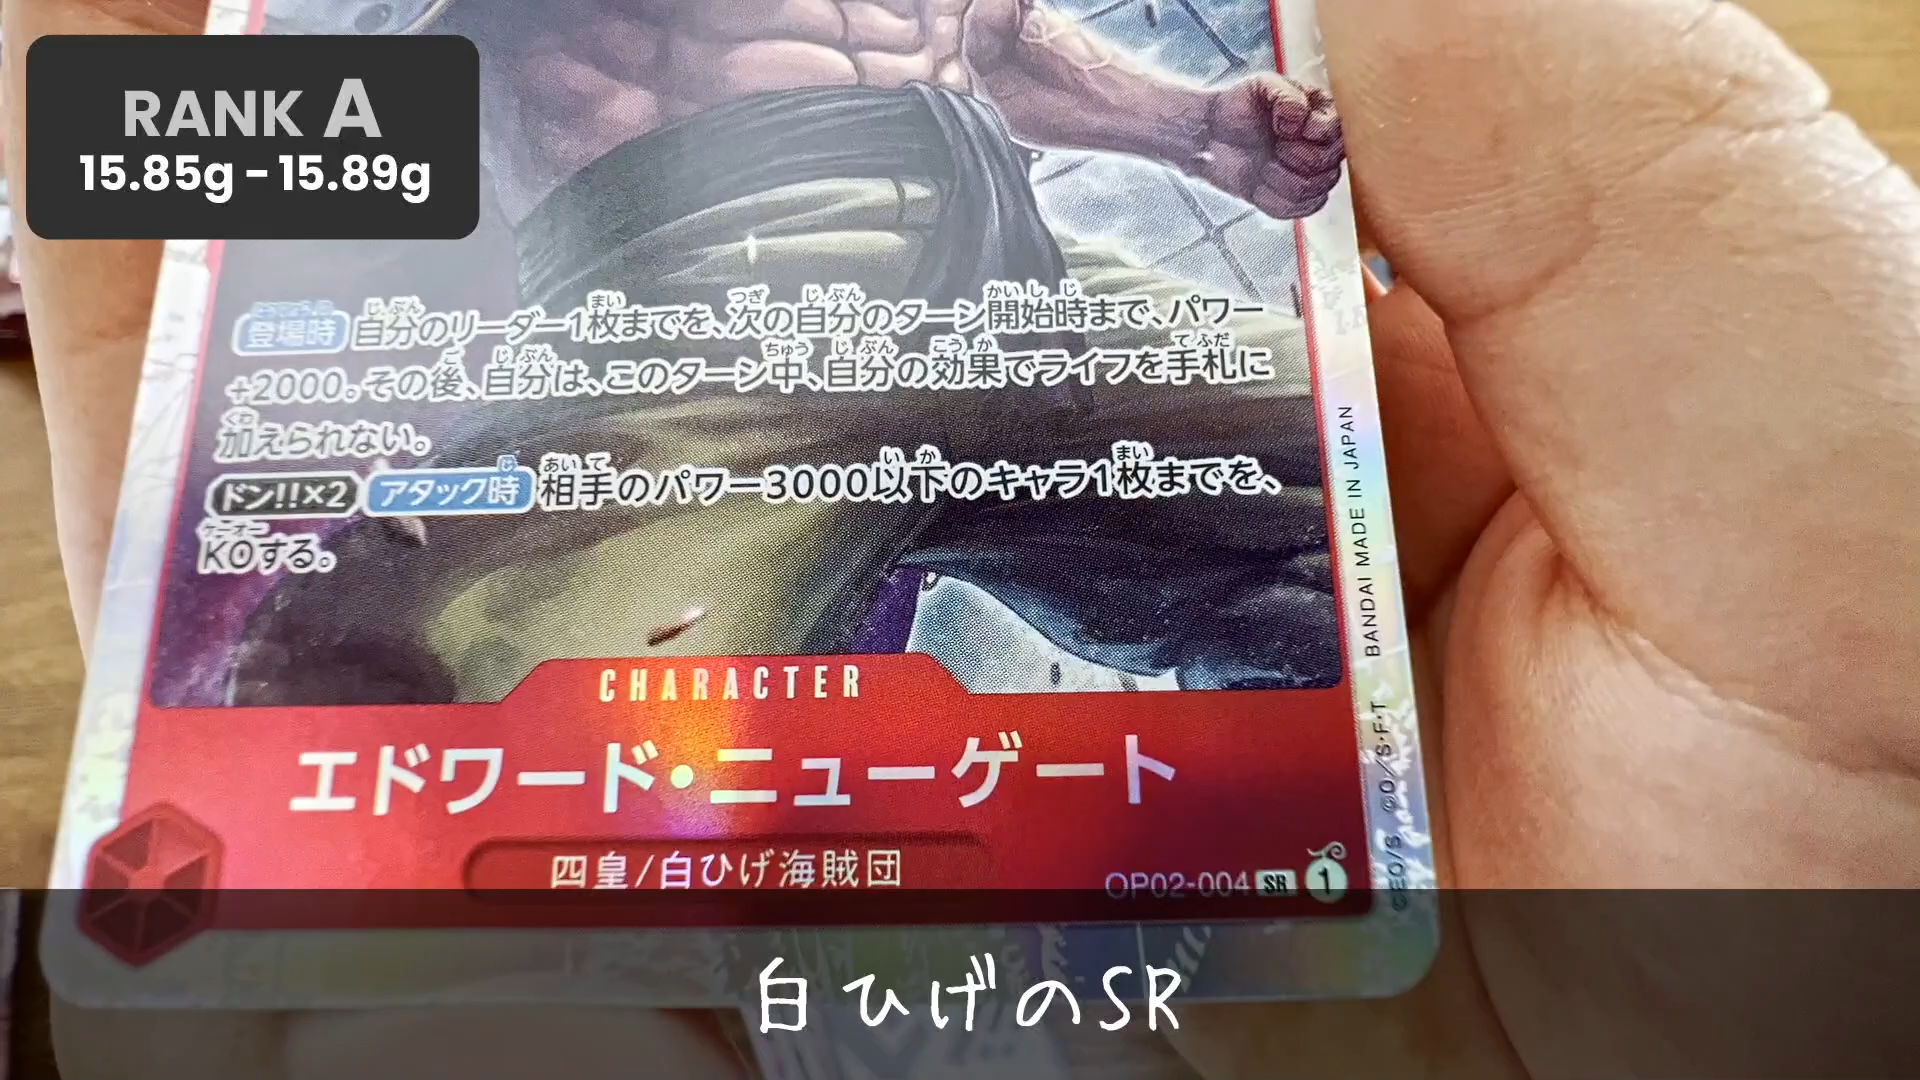 RANK A
15.85g - 15.89g
登場時 自分のリーダー1枚までを、次の自分のターン開始時まで、パワー
+2000。その後、自分は、このターン中、自分の効果でライフを手札に
加えられない。
ドン!!×2 アタック時 相手のパワー3000以下のキャラ1枚までを、
KOする。
CHARACTER
エドワード・ニューゲート
四皇/白ひげ海賊団
OP02-004 SR 1
BANDAI MADE IN JAPAN
白ひげのSR